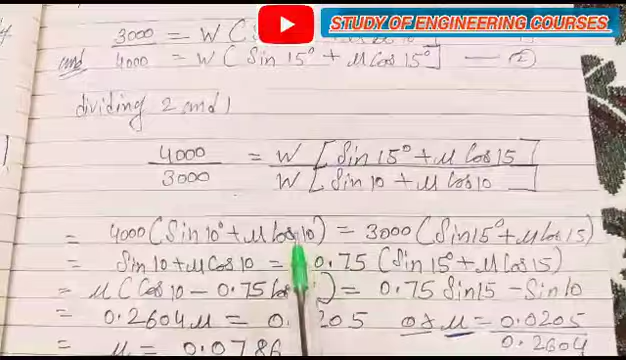 STUDY OF ENGINEERING COURSES
3000 = W (
and 4000 = W ( Sin 15° + μ Cos 15° ] — (2)
dividing 2 and 1
4000 = W [ Sin 15° + μ Cos 15 ]
3000 W [ Sin 10 + μ Cos 10 ]
= 4000 ( Sin 10° + μ Cos 10° ) = 3000 ( Sin 15° + μ Cos 15 )
= Sin 10 + μ Cos 10 = 0.75 ( Sin 15° + μ Cos 15 )
= μ ( Cos 10 - 0.75 Cos ) = 0.75 Sin 15 - Sin 10
= 0.2604 μ = 0. 205 or μ = 0.0205
0.2604
= μ = 0.0786